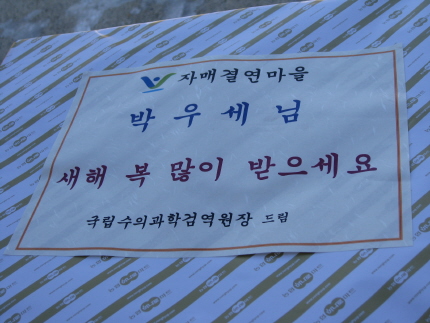 자매결연마을
박우세님
새해 복 많이 받으세요
국립수의과학검역원장 드림